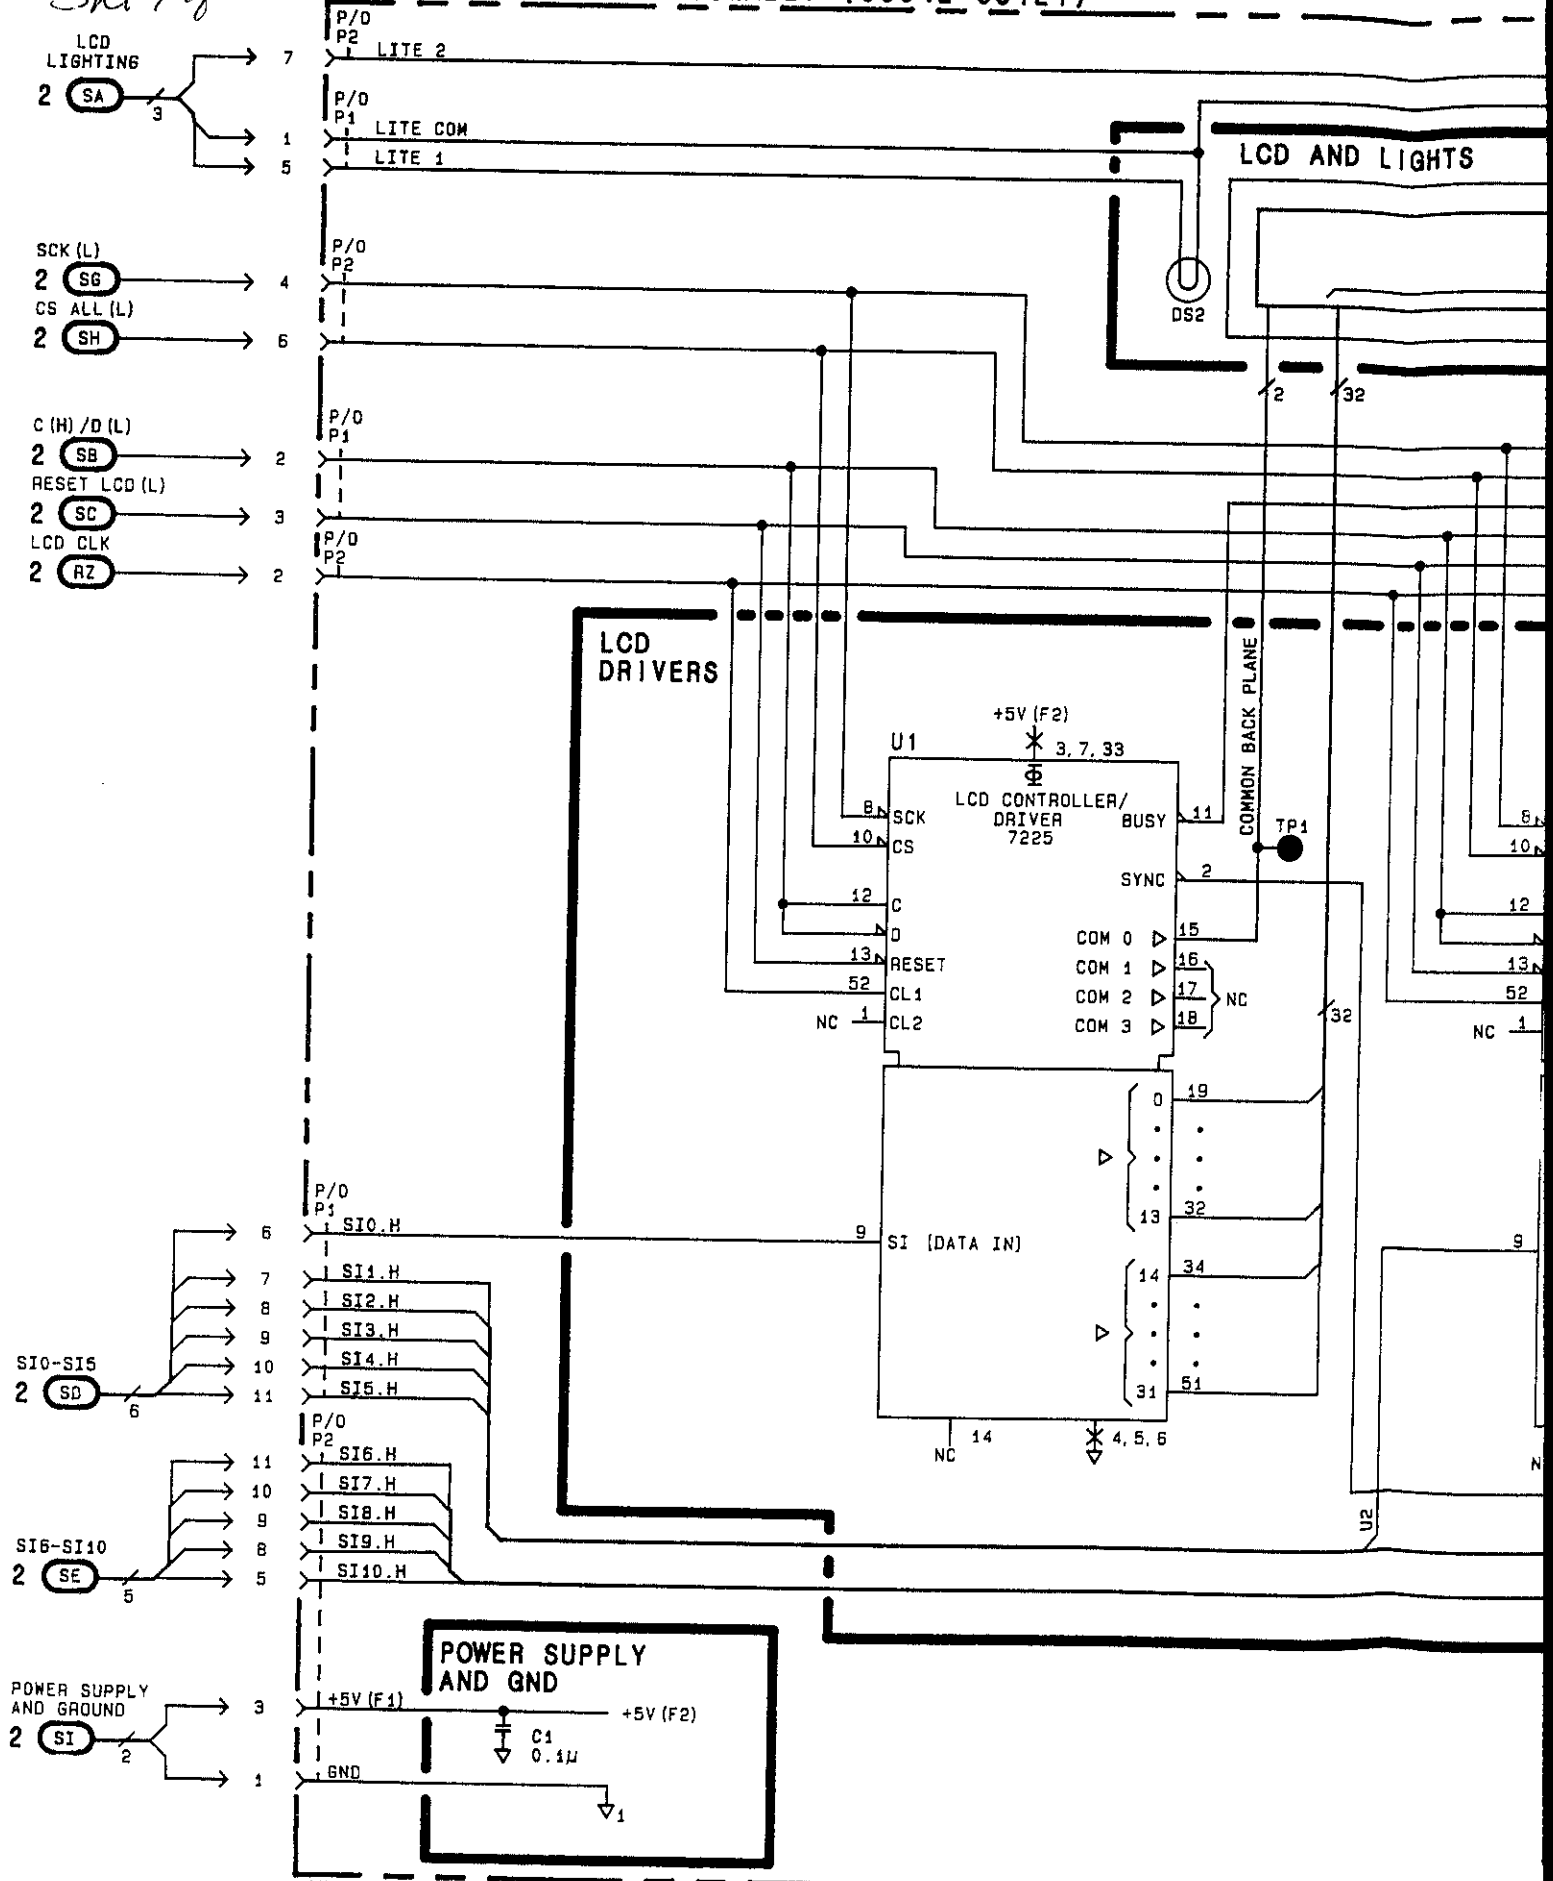 P/O
P2
LCD
LIGHTING
2 SA
3
7
LITE 2
P/O
P1
1
LITE COM
5
LITE 1
LCD AND LIGHTS
DS2
SCK(L)
2 SG
4
P/O
P2
CS ALL(L)
2 SH
6
2
32
C(H)/D(L)
2 SB
2
P/O
P1
RESET LCD(L)
2 SC
3
LCD CLK
2 RZ
2
P/O
P2
LCD
DRIVERS
COMMON BACK PLANE
+5V(F2)
3,7,33
U1
LCD CONTROLLER/
DRIVER
7225
8 SCK
BUSY 11
10 CS
TP1
SYNC 2
12 C
D
COM 0 15
13 RESET
COM 1 16
52 CL1
COM 2 17
NC
NC 1 CL2
COM 3 18
32
8
10
12
13
52
NC 1
0 19
13 32
14 34
31 51
9 SI (DATA IN)
NC
14
4,5,6
9
N
U2
P/O
P1
6 SI0.H
7 SI1.H
8 SI2.H
9 SI3.H
10 SI4.H
11 SI5.H
SI0-SI5
2 SD
6
P/O
P2
11 SI6.H
10 SI7.H
9 SI8.H
8 SI9.H
5 SI10.H
SI6-SI10
2 SE
5
POWER SUPPLY
AND GND
POWER SUPPLY
AND GROUND
2 SI
2
3
+5V(F1)
+5V(F2)
C1
0.1µ
1
GND
1